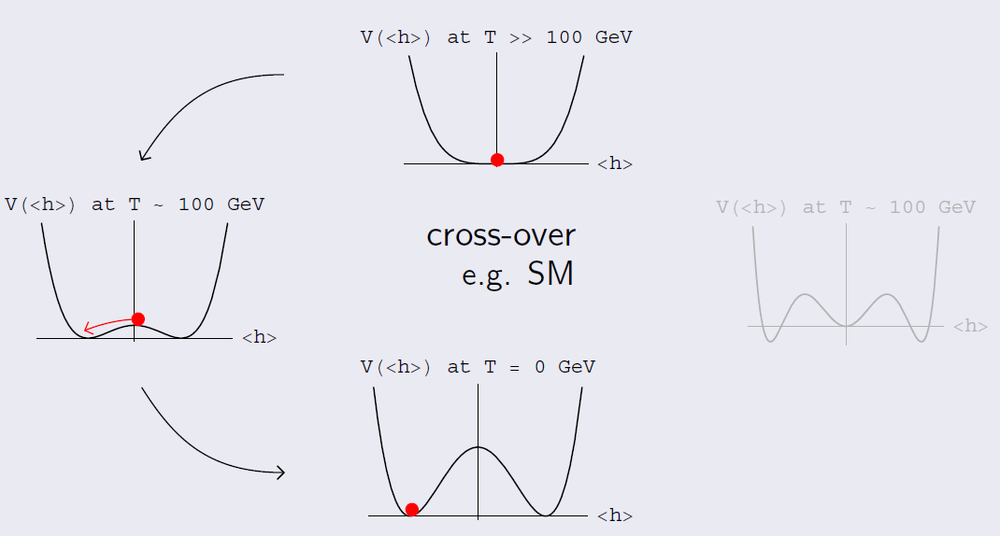 V(<h>) at T >> 100 GeV
<h>
V(<h>) at T ~ 100 GeV
<h>
cross-over
e.g. SM
V(<h>) at T ~ 100 GeV
<h>
V(<h>) at T = 0 GeV
<h>